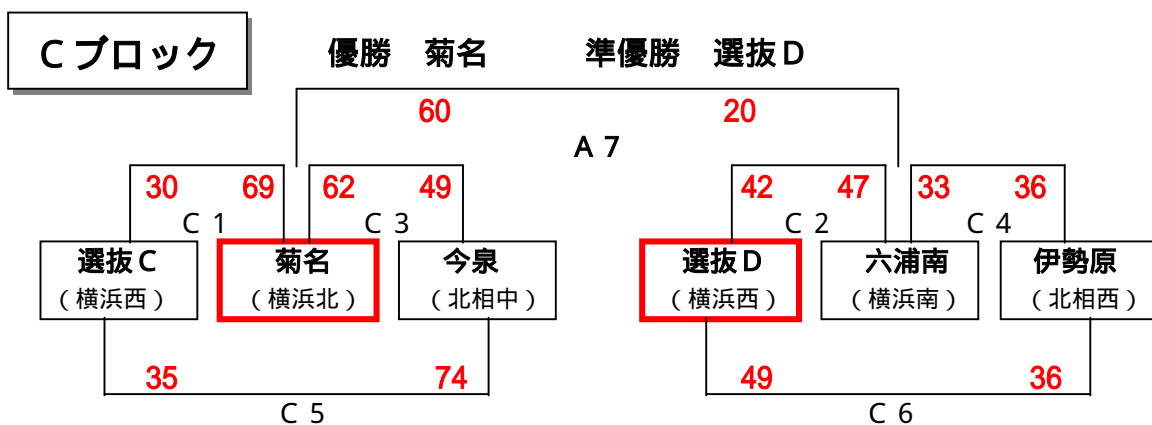 Cブロック 優勝 菊名 準優勝 選抜D
60 20
A7
30 69 62 49 42 47 33 36
C1 C3 C2 C4
選抜C 菊名 今泉 選抜D 六浦南 伊勢原
(横浜西) (横浜北) (北相中) (横浜西) (横浜南) (北相西)
35 74 49 36
C5 C6